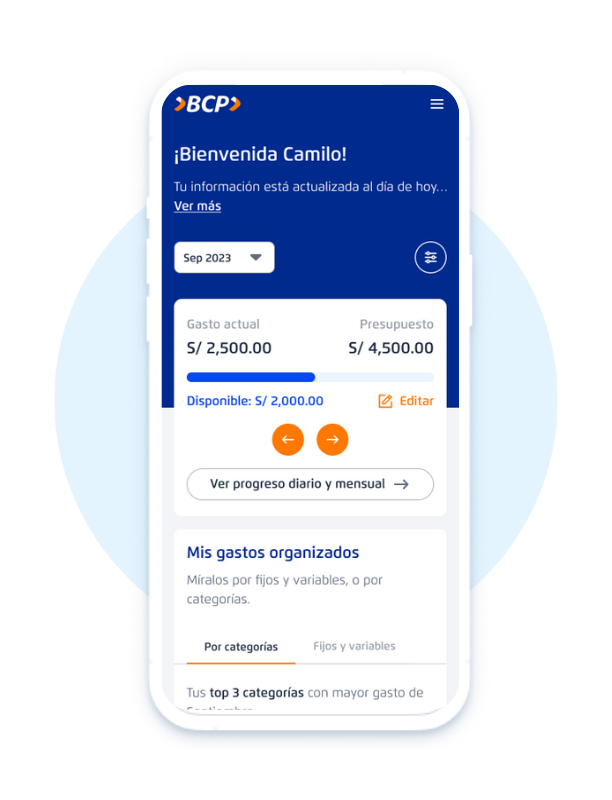 BCP
¡Bienvenida Camilo!
Tu información está actualizada al día de hoy...
Ver más
Sep 2023
Gasto actual Presupuesto
S/ 2,500.00 S/ 4,500.00
Disponible: S/ 2,000.00 Editar
Ver progreso diario y mensual
Mis gastos organizados
Míralos por fijos y variables, o por
categorías.
Por categorías Fijos y variables
Tus top 3 categorías con mayor gasto de